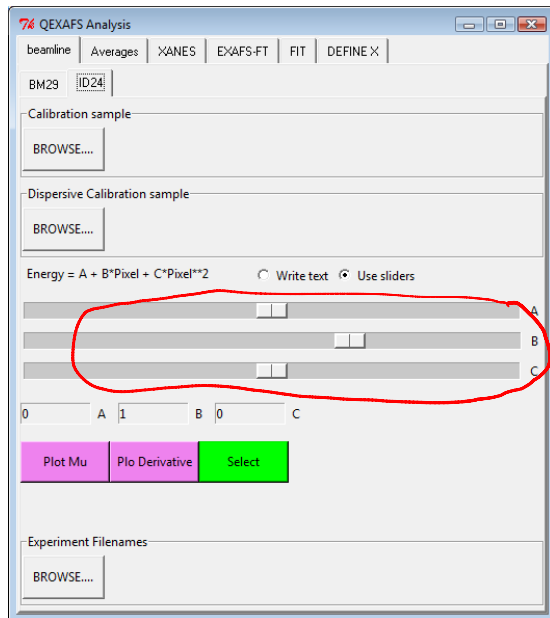 QEXAFS Analysis
beamline Averages XANES EXAFS-FT FIT DEFINE X
BM29 ID24
Calibration sample
BROWSE....
Dispersive Calibration sample
BROWSE....
Energy = A + B*Pixel + C*Pixel**2 Write text Use sliders
A
B
C
0 A 1 B 0 C
Plot Mu Plo Derivative Select
Experiment Filenames
BROWSE....